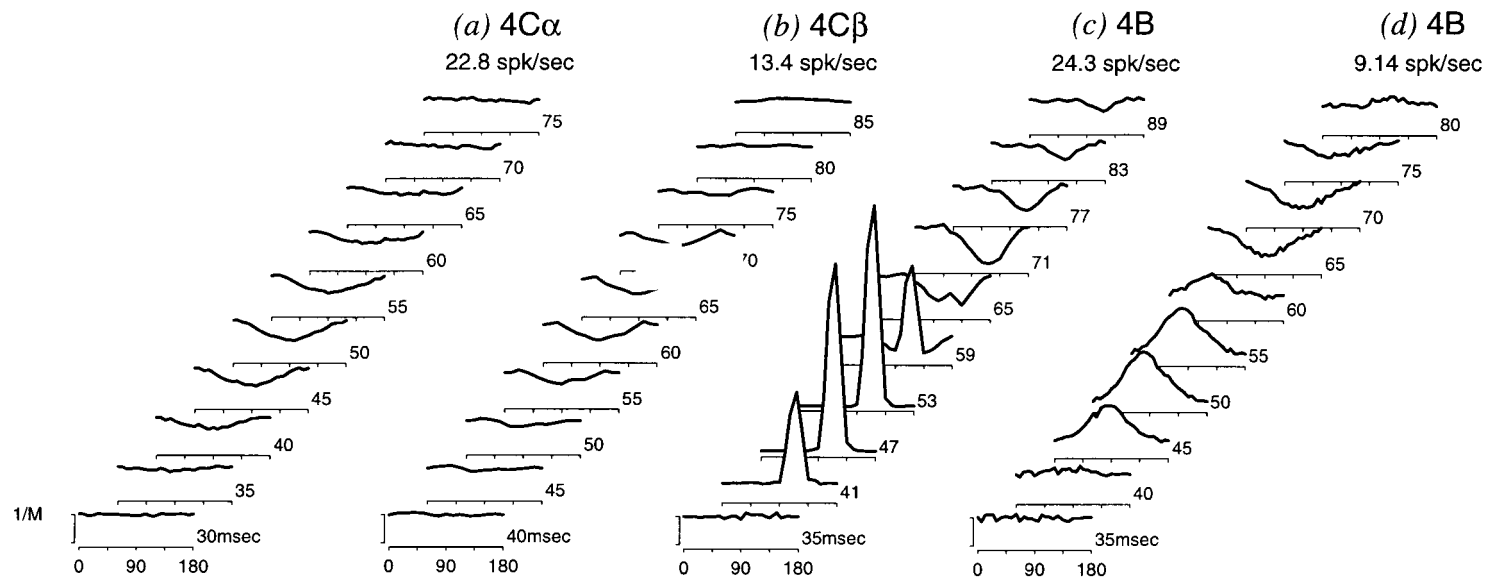 (a) 4Cα (b) 4Cβ (c) 4B (d) 4B
22.8 spk/sec 13.4 spk/sec 24.3 spk/sec 9.14 spk/sec
75 85 89 80
70 80 83 75
65 75 77 70
60 70 71 65
55 65 65 60
50 60 59 55
45 55 53 50
40 50 47 45
35 45 41 40
1/M 30msec 40msec 35msec 35msec
0 90 180 0 90 180 0 90 180 0 90 180